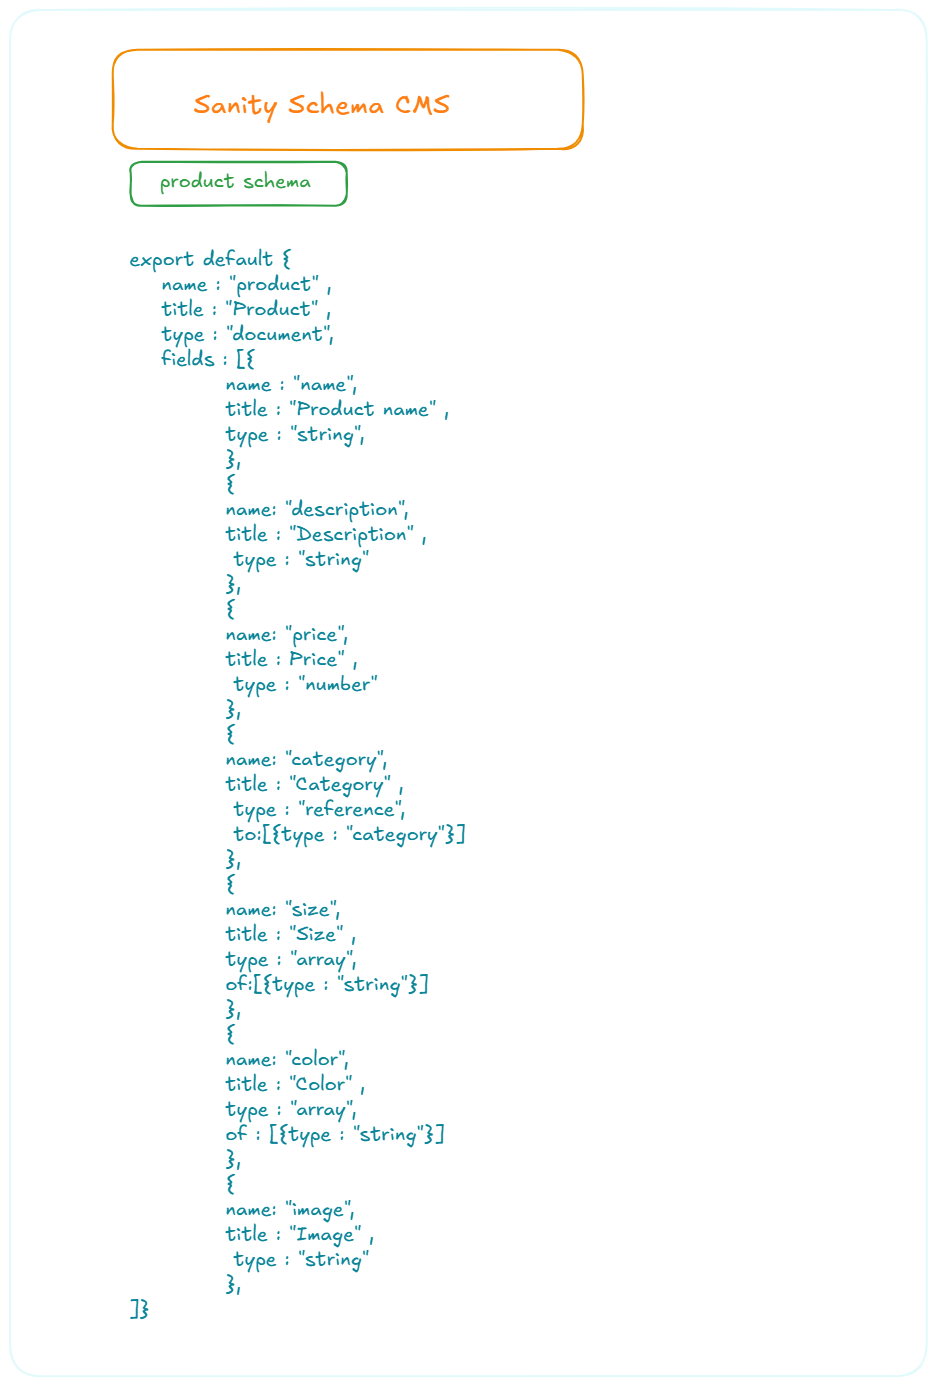 Sanity Schema CMS
product schema
export default {
name : "product" ,
title : "Product" ,
type : "document",
fields : [{
name : "name",
title : "Product name" ,
type : "string",
},
{
name: "description",
title : "Description" ,
type : "string"
},
{
name: "price",
title : Price" ,
type : "number"
},
{
name: "category",
title : "Category" ,
type : "reference",
to:[{type : "category"}]
},
{
name: "size",
title : "Size" ,
type : "array",
of:[{type : "string"}]
},
{
name: "color",
title : "Color" ,
type : "array",
of : [{type : "string"}]
},
{
name: "image",
title : "Image" ,
type : "string"
},
]}